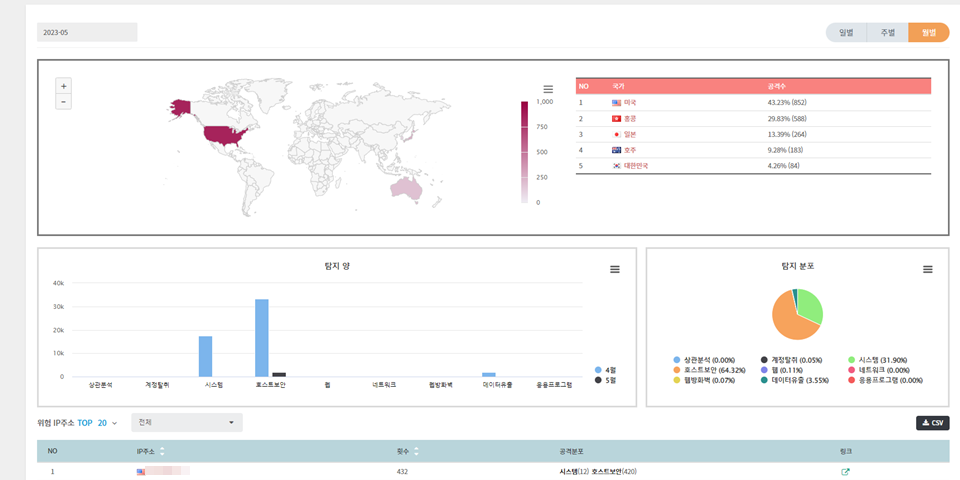 2023-05
일별 주별 월별
+
−
1,000
750
500
250
0
NO 국가 공격수
1 미국 43.23% (852)
2 홍콩 29.83% (588)
3 일본 13.39% (264)
4 호주 9.28% (183)
5 대한민국 4.26% (84)
탐지 양
40k
30k
20k
10k
0
상관분석 계정탈취 시스템 호스트보안 웹 네트워크 웹방화벽 데이터유출 응용프로그램
4월
5월
탐지 분포
상관분석 (0.00%) 계정탈취 (0.05%) 시스템 (31.90%)
호스트보안 (64.32%) 웹 (0.11%) 네트워크 (0.00%)
웹방화벽 (0.07%) 데이터유출 (3.55%) 응용프로그램 (0.00%)
위험 IP주소 TOP 20 전체 CSV
NO IP주소 횟수 공격분포 링크
1 432 시스템(12) 호스트보안(420)